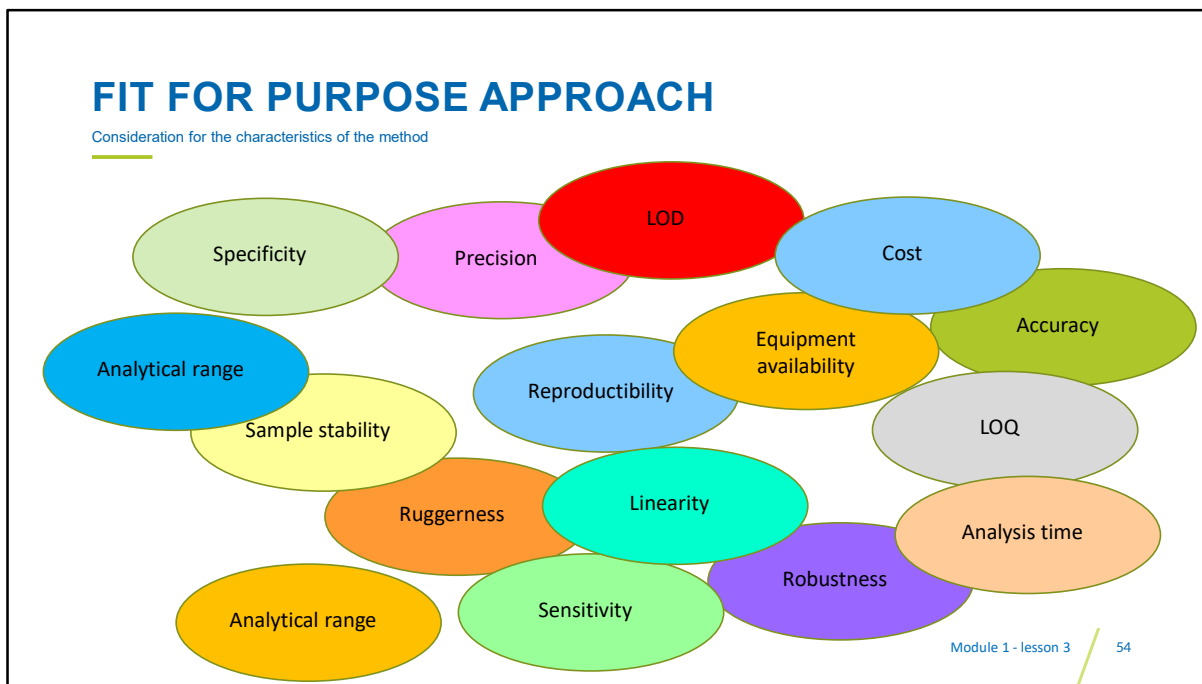 FIT FOR PURPOSE APPROACH
Consideration for the characteristics of the method
LOD
Specificity
Precision
Cost
Accuracy
Equipment
availability
Analytical range
Reproductibility
Sample stability
LOQ
Linearity
Ruggerness
Analysis time
Robustness
Sensitivity
Analytical range
Module 1 - lesson 3
54